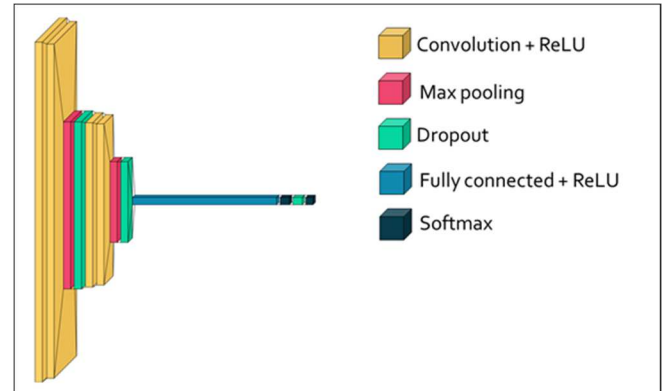 Convolution + ReLU
Max pooling
Dropout
Fully connected + ReLU
Softmax